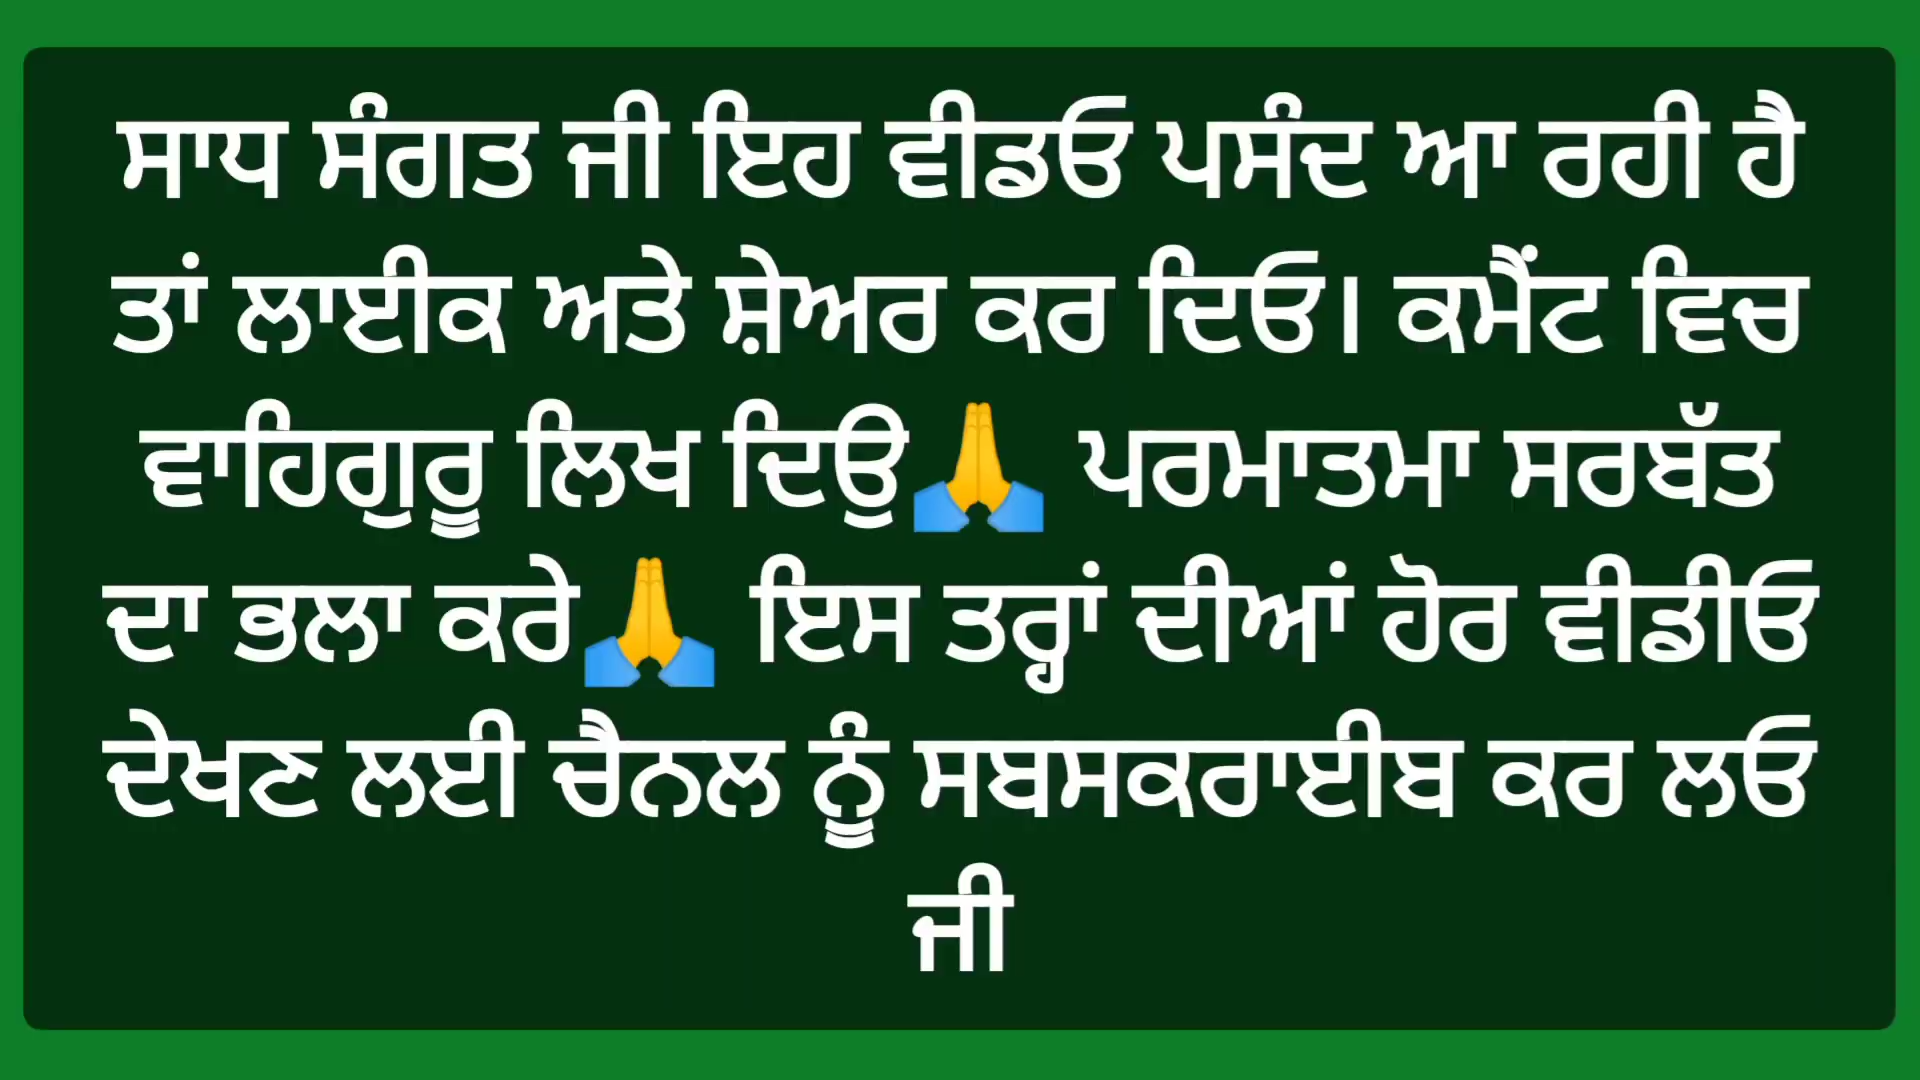 ਸਾਧ ਸੰਗਤ ਜੀ ਇਹ ਵੀਡਓ ਪਸੰਦ ਆ ਰਹੀ ਹੈ
ਤਾਂ ਲਾਈਕ ਅਤੇ ਸ਼ੇਅਰ ਕਰ ਦਿਓ। ਕਮੈਂਟ ਵਿਚ
ਵਾਹਿਗੁਰੂ ਲਿਖ ਦਿਉ🙏 ਪਰਮਾਤਮਾ ਸਰਬੱਤ
ਦਾ ਭਲਾ ਕਰੇ🙏 ਇਸ ਤਰ੍ਹਾਂ ਦੀਆਂ ਹੋਰ ਵੀਡੀਓ
ਦੇਖਣ ਲਈ ਚੈਨਲ ਨੂੰ ਸਬਸਕਰਾਈਬ ਕਰ ਲਓ
ਜੀ